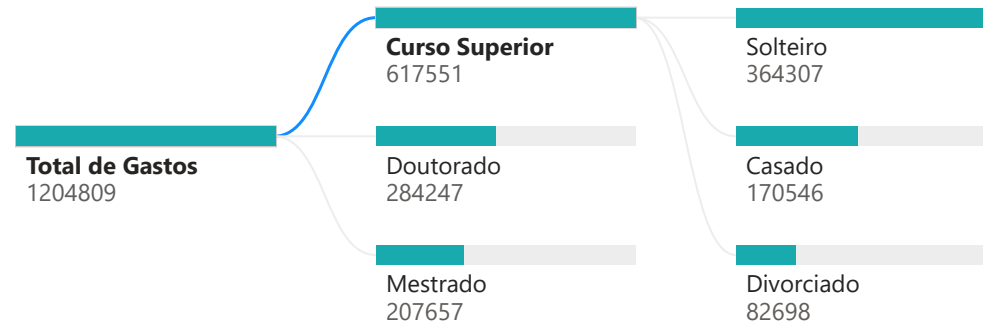 Total de Gastos
1204809
Curso Superior
617551
Doutorado
284247
Mestrado
207657
Solteiro
364307
Casado
170546
Divorciado
82698